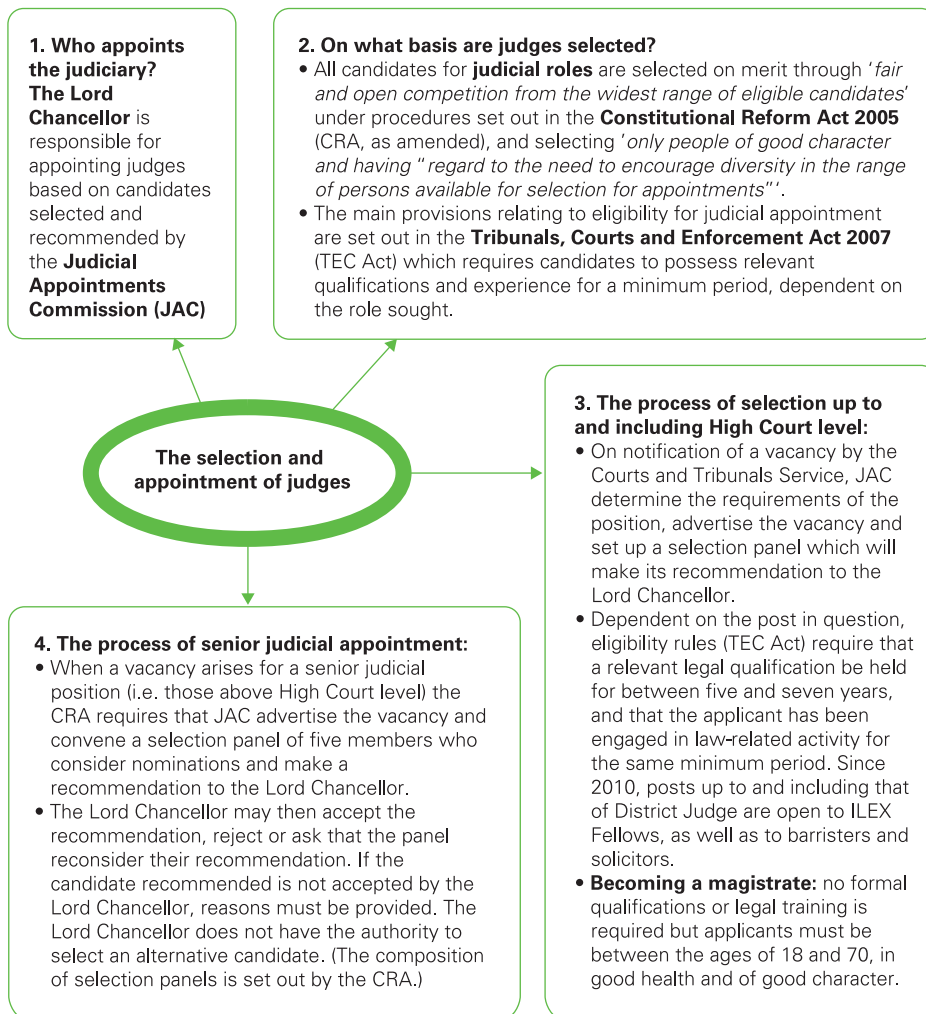 1. Who appoints
the judiciary?
The Lord
Chancellor is
responsible for
appointing judges
based on candidates
selected and
recommended by
the Judicial
Appointments
Commission (JAC)
2. On what basis are judges selected?
• All candidates for judicial roles are selected on merit through ‘fair
and open competition from the widest range of eligible candidates’
under procedures set out in the Constitutional Reform Act 2005
(CRA, as amended), and selecting ‘only people of good character
and having “regard to the need to encourage diversity in the range
of persons available for selection for appointments”‘.
• The main provisions relating to eligibility for judicial appointment
are set out in the Tribunals, Courts and Enforcement Act 2007
(TEC Act) which requires candidates to possess relevant
qualifications and experience for a minimum period, dependent on
the role sought.
The selection and
appointment of judges
3. The process of selection up to
and including High Court level:
• On notification of a vacancy by the
Courts and Tribunals Service, JAC
determine the requirements of the
position, advertise the vacancy and
set up a selection panel which will
make its recommendation to the
Lord Chancellor.
• Dependent on the post in question,
eligibility rules (TEC Act) require that
a relevant legal qualification be held
for between five and seven years,
and that the applicant has been
engaged in law-related activity for
the same minimum period. Since
2010, posts up to and including that
of District Judge are open to ILEX
Fellows, as well as to barristers and
solicitors.
• Becoming a magistrate: no formal
qualifications or legal training is
required but applicants must be
between the ages of 18 and 70, in
good health and of good character.
4. The process of senior judicial appointment:
• When a vacancy arises for a senior judicial
position (i.e. those above High Court level) the
CRA requires that JAC advertise the vacancy and
convene a selection panel of five members who
consider nominations and make a
recommendation to the Lord Chancellor.
• The Lord Chancellor may then accept the
recommendation, reject or ask that the panel
reconsider their recommendation. If the
candidate recommended is not accepted by the
Lord Chancellor, reasons must be provided. The
Lord Chancellor does not have the authority to
select an alternative candidate. (The composition
of selection panels is set out by the CRA.)